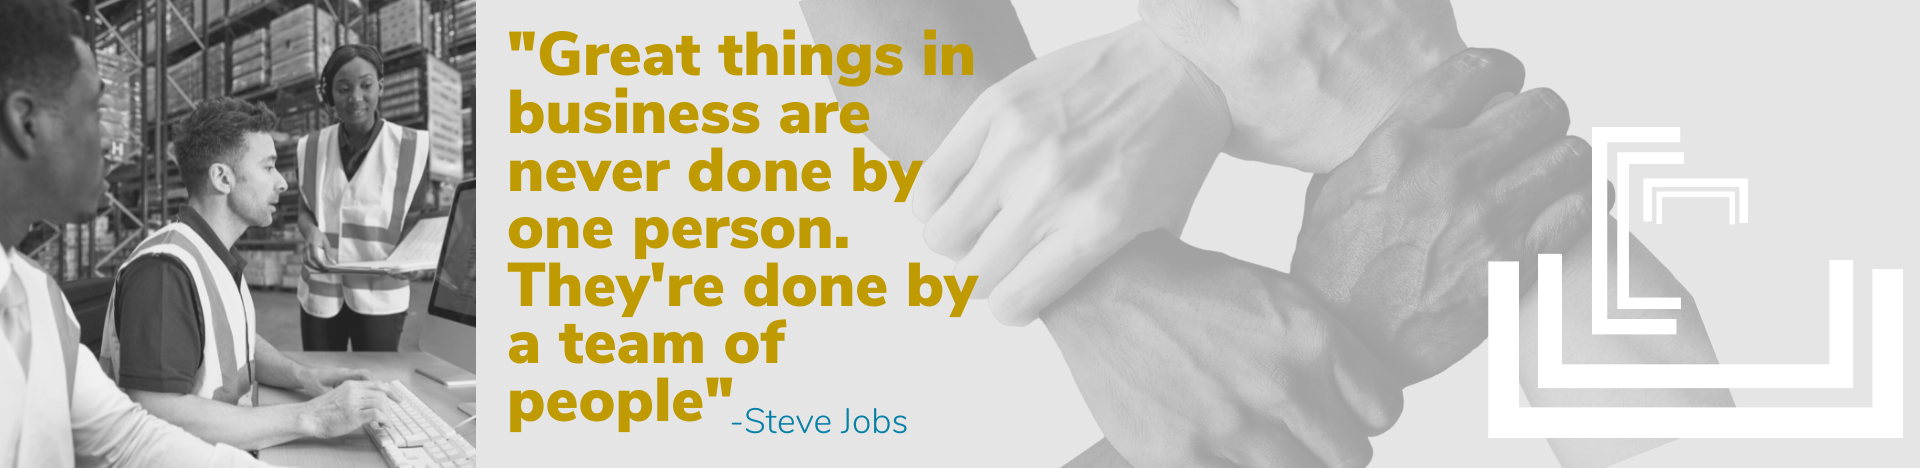 "Great things in
business are
never done by
one person.
They're done by
a team of
people"
-Steve Jobs